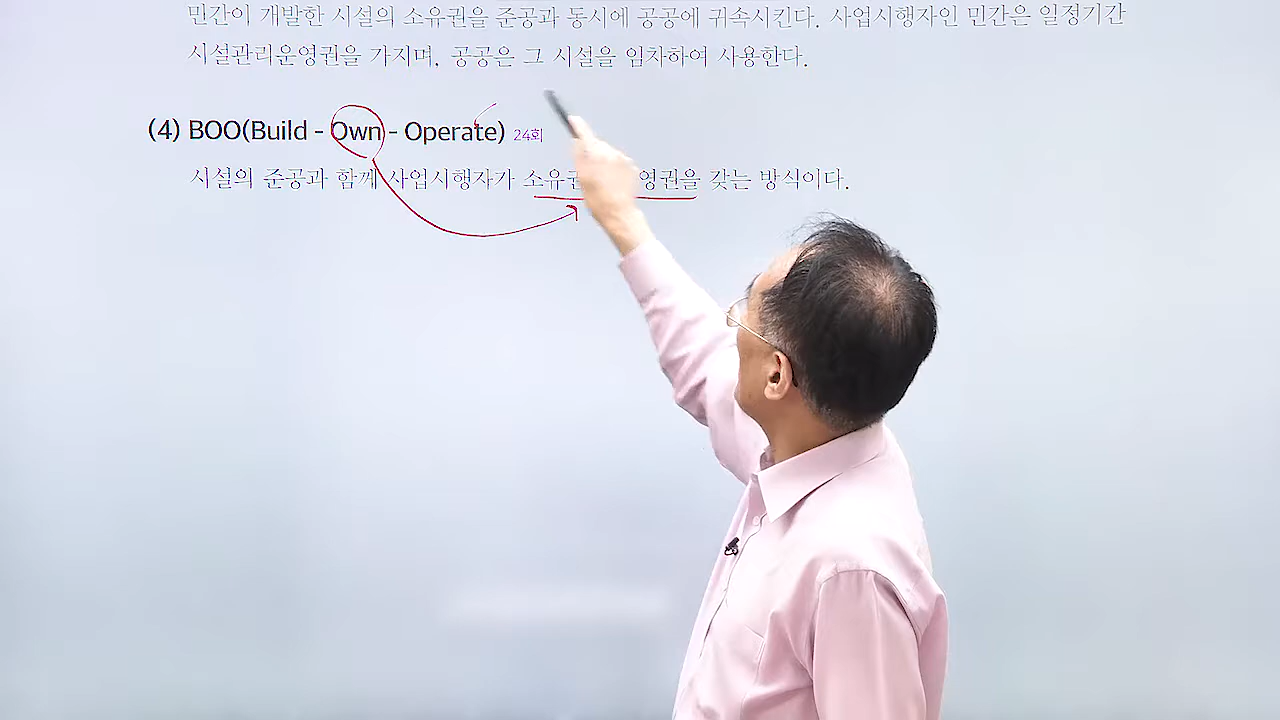 민간이 개발한 시설의 소유권을 준공과 동시에 공공에 귀속시킨다. 사업시행자인 민간은 일정기간
시설관리운영권을 가지며, 공공은 그 시설을 임차하여 사용한다.
(4) BOO(Build - Own - Operate) 24회
시설의 준공과 함께 사업시행자가 소유권 영권을 갖는 방식이다.